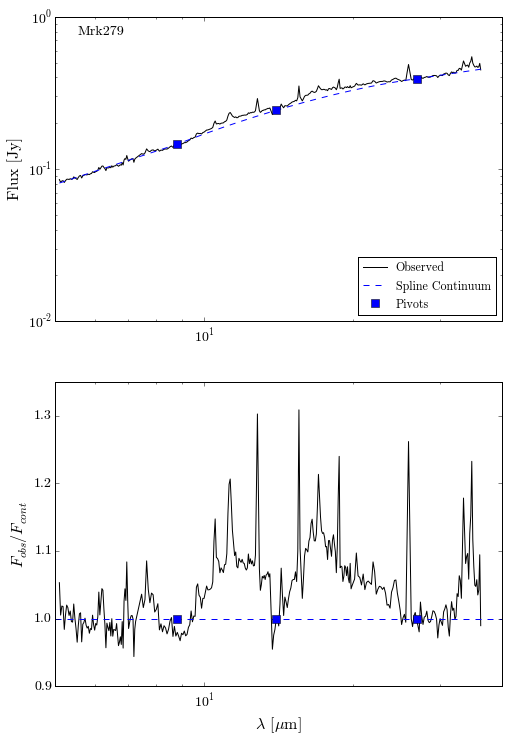 Mrk279
10^0
10^-1
10^-2
Flux [Jy]
Observed
Spline Continuum
Pivots
10^1
1.3
1.2
1.1
1.0
0.9
F_obs/F_cont
10^1
λ [μm]